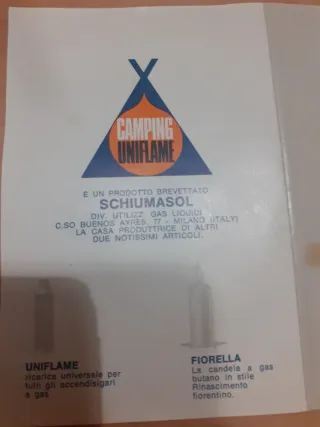 CAMPING
UNIFLAME
E UN PRODOTTO BREVETTATO
SCHIUMASOL
DIV. UTILIZZ. GAS LIQUIDI
C.SO BUENOS AYRES, 77 - MILANO (ITALY)
LA CASA PRODUTTRICE DI ALTRI
DUE NOTISSIMI ARTICOLI.
UNIFLAME
ricarica universale per
tutti gli accendisigari
a gas
FIORELLA
La candela a gas
butano in stile
Rinascimento
fiorentino.